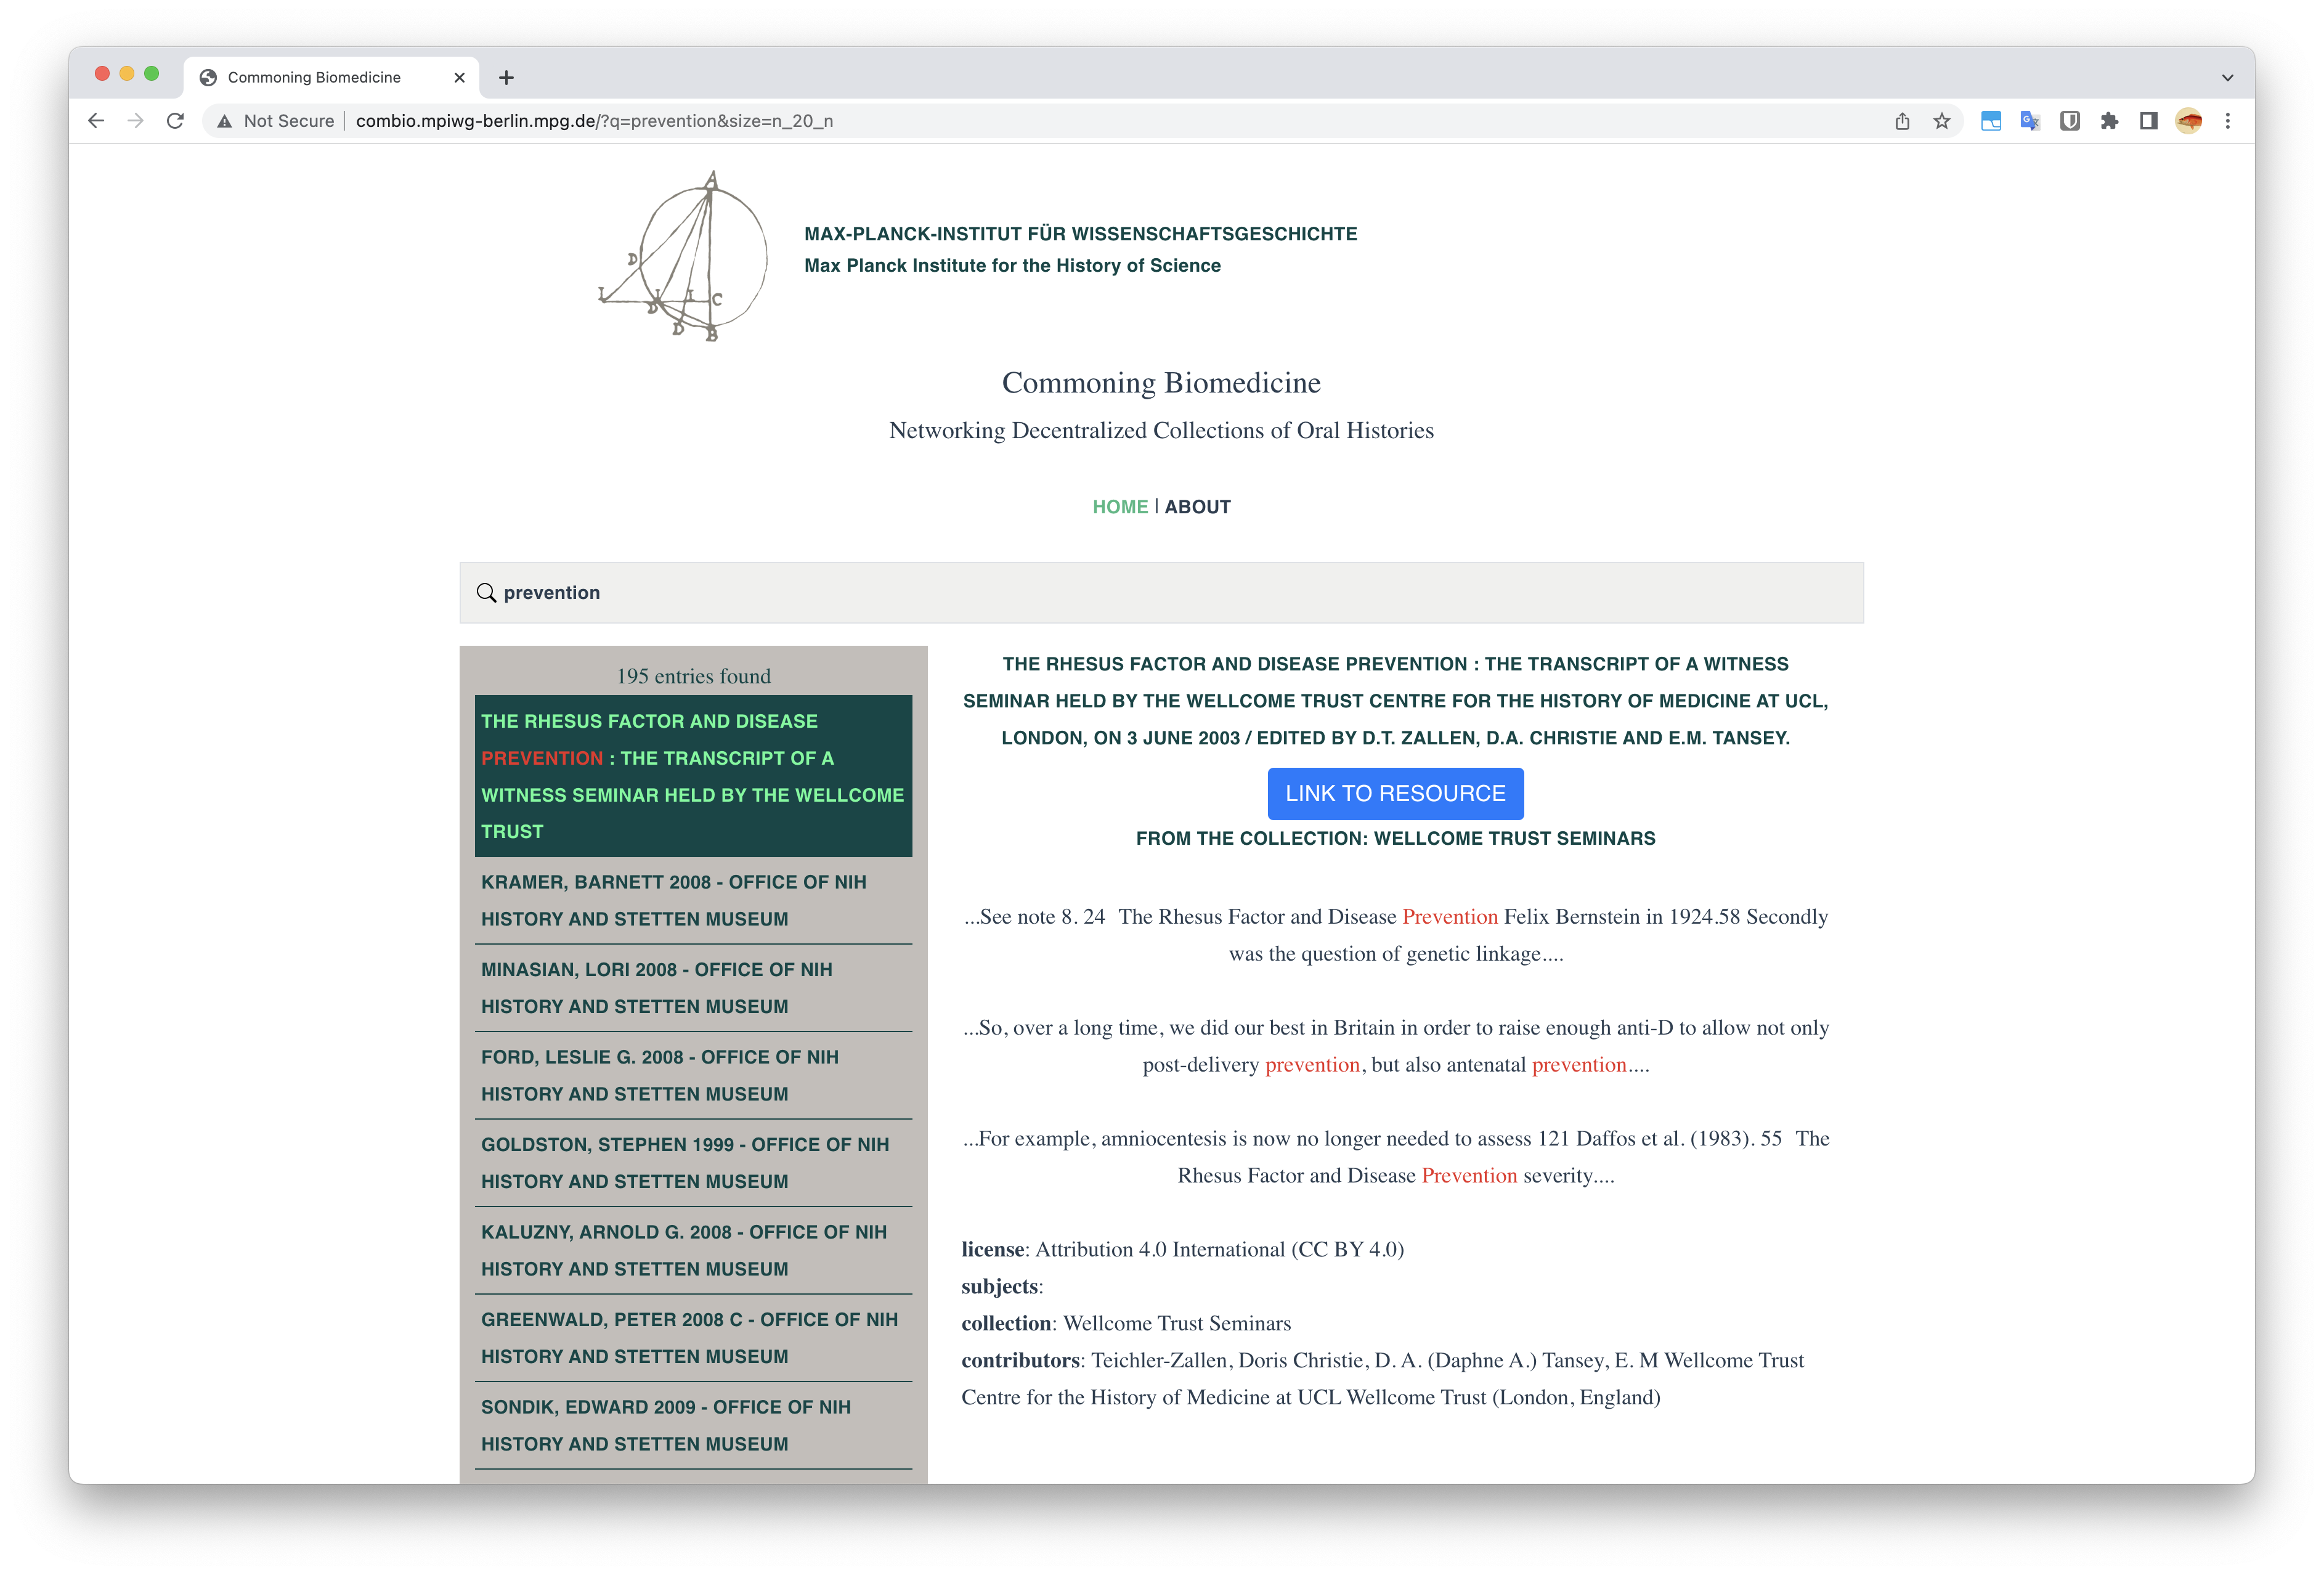 Commoning Biomedicine
Not Secure | combio.mpiwg-berlin.mpg.de/?q=prevention&size=n_20_n
A
D
I
I
C
D
D
B
MAX-PLANCK-INSTITUT FÜR WISSENSCHAFTSGESCHICHTE
Max Planck Institute for the History of Science
Commoning Biomedicine
Networking Decentralized Collections of Oral Histories
HOME | ABOUT
prevention
195 entries found
THE RHESUS FACTOR AND DISEASE
PREVENTION : THE TRANSCRIPT OF A
WITNESS SEMINAR HELD BY THE WELLCOME
TRUST
KRAMER, BARNETT 2008 - OFFICE OF NIH
HISTORY AND STETTEN MUSEUM
MINASIAN, LORI 2008 - OFFICE OF NIH
HISTORY AND STETTEN MUSEUM
FORD, LESLIE G. 2008 - OFFICE OF NIH
HISTORY AND STETTEN MUSEUM
GOLDSTON, STEPHEN 1999 - OFFICE OF NIH
HISTORY AND STETTEN MUSEUM
KALUZNY, ARNOLD G. 2008 - OFFICE OF NIH
HISTORY AND STETTEN MUSEUM
GREENWALD, PETER 2008 C - OFFICE OF NIH
HISTORY AND STETTEN MUSEUM
SONDIK, EDWARD 2009 - OFFICE OF NIH
HISTORY AND STETTEN MUSEUM
THE RHESUS FACTOR AND DISEASE PREVENTION : THE TRANSCRIPT OF A WITNESS
SEMINAR HELD BY THE WELLCOME TRUST CENTRE FOR THE HISTORY OF MEDICINE AT UCL,
LONDON, ON 3 JUNE 2003 / EDITED BY D.T. ZALLEN, D.A. CHRISTIE AND E.M. TANSEY.
LINK TO RESOURCE
FROM THE COLLECTION: WELLCOME TRUST SEMINARS
...See note 8. 24 The Rhesus Factor and Disease Prevention Felix Bernstein in 1924.58 Secondly
was the question of genetic linkage....
...So, over a long time, we did our best in Britain in order to raise enough anti-D to allow not only
post-delivery prevention, but also antenatal prevention....
...For example, amniocentesis is now no longer needed to assess 121 Daffos et al. (1983). 55 The
Rhesus Factor and Disease Prevention severity....
license: Attribution 4.0 International (CC BY 4.0)
subjects:
collection: Wellcome Trust Seminars
contributors: Teichler-Zallen, Doris Christie, D. A. (Daphne A.) Tansey, E. M Wellcome Trust
Centre for the History of Medicine at UCL Wellcome Trust (London, England)